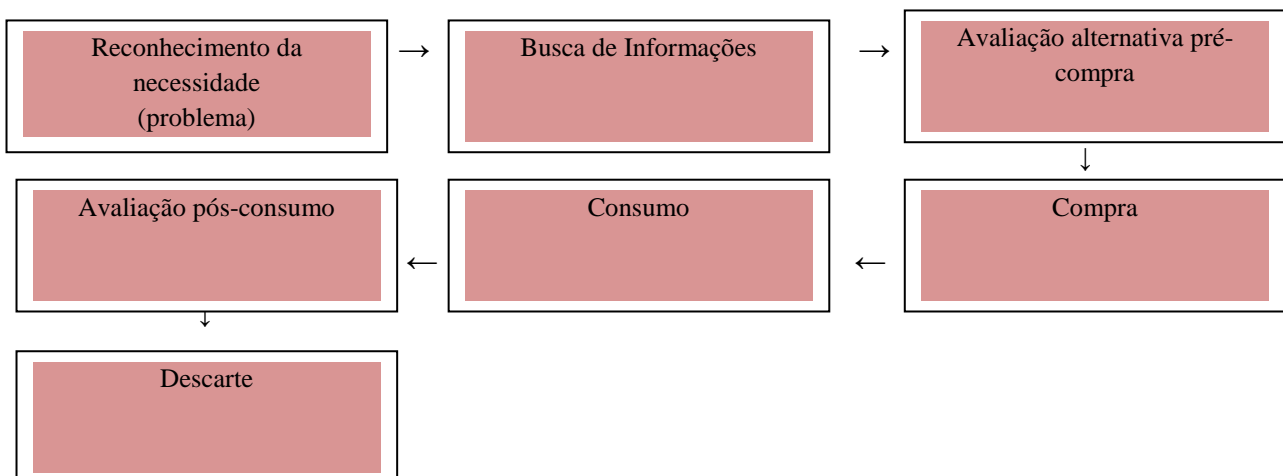 Reconhecimento da
necessidade
(problema)
→
Busca de Informações
→
Avaliação alternativa pré-
compra
↓
Compra
←
Consumo
←
Avaliação pós-consumo
↓
Descarte